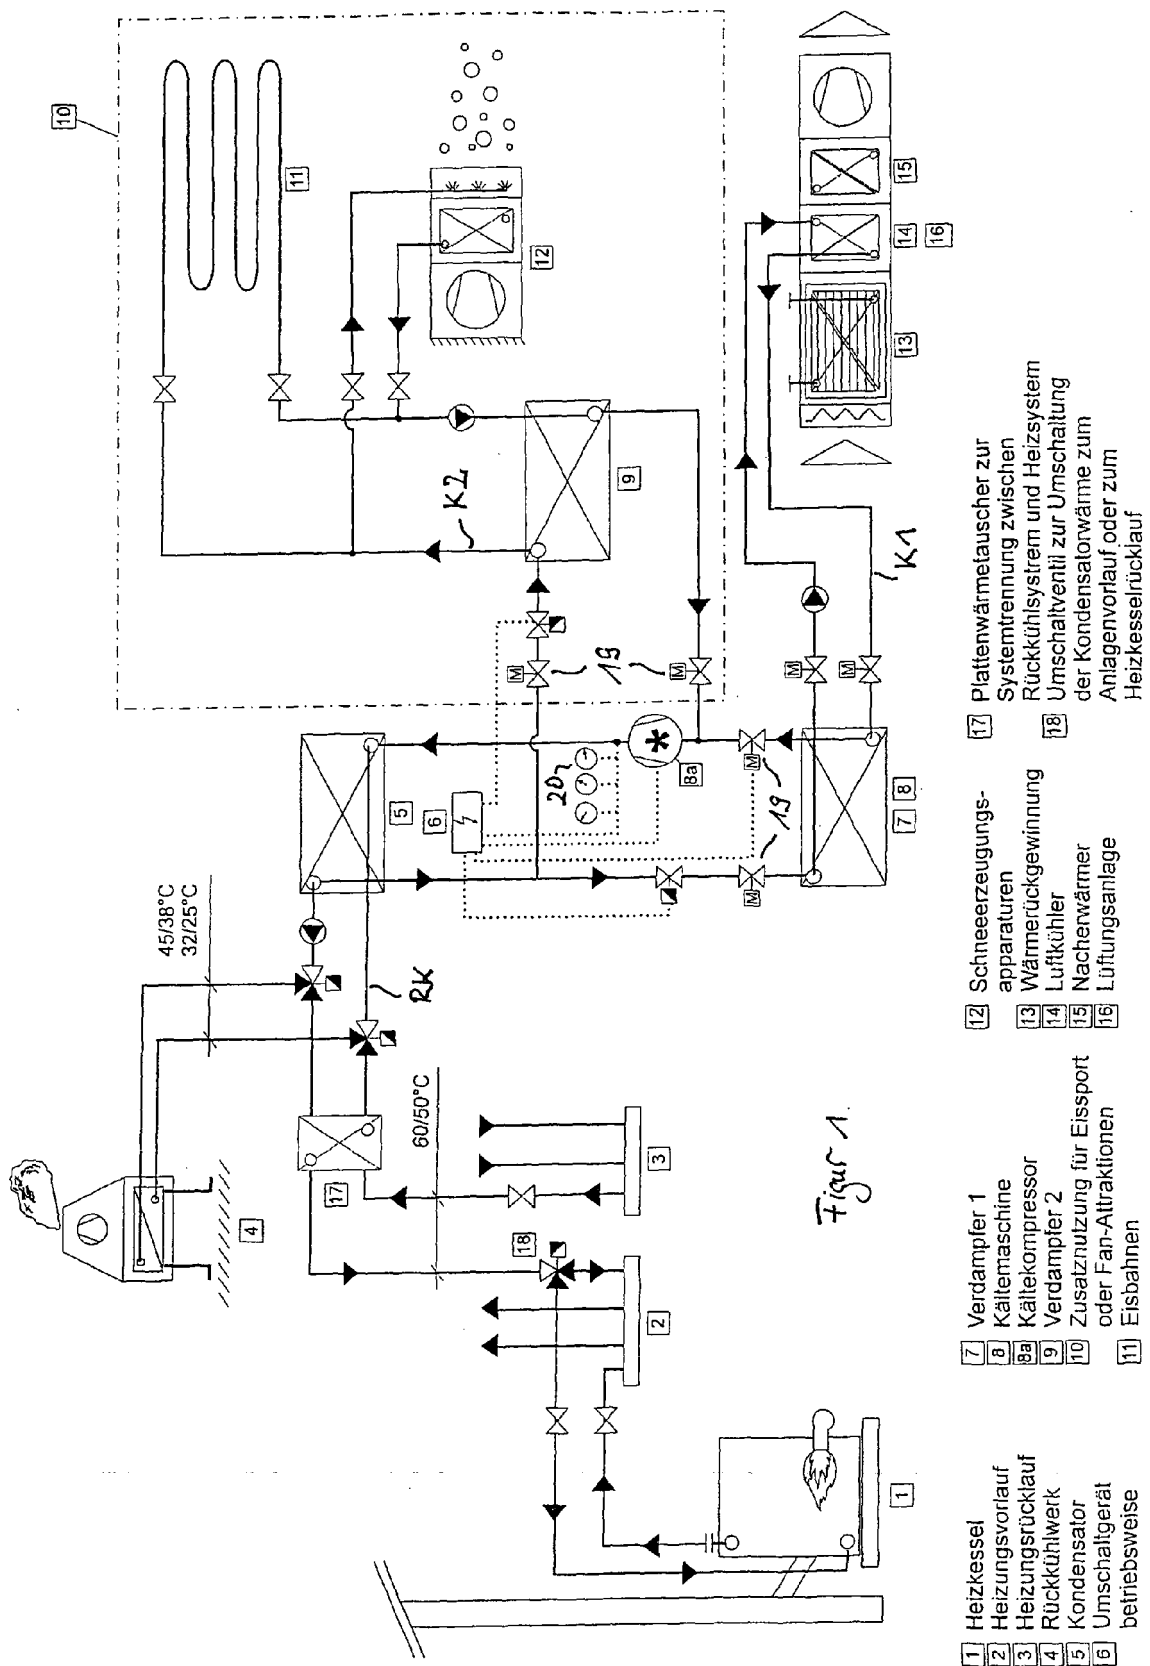 10
11
12
9
K2
13
14
15
16
K1
19
M
M
M
M
M
M
19
20
8a
5
6
7
8
45/38°C
32/25°C
RK
60/50°C
17
4
3
18
2
1
Figur 1.
1 Heizkessel
2 Heizungsvorlauf
3 Heizungsrücklauf
4 Rückkühlwerk
5 Kondensator
6 Umschaltgerät
betriebsweise
7 Verdampfer 1
8 Kältemaschine
8a Kältekompressor
9 Verdampfer 2
10 Zusatznutzung für Eissport
oder Fan-Attraktionen
11 Eisbahnen
12 Schneeerzeugungs-
apparaturen
13 Wärmerückgewinnung
14 Luftkühler
15 Nacherwärmer
16 Lüftungsanlage
17 Plattenwärmetauscher zur
Systemtrennung zwischen
Rückkühlsystrem und Heizsystem
18 Umschaltventil zur Umschaltung
der Kondensatorwärme zum
Anlagenvorlauf oder zum
Heizkesselrücklauf